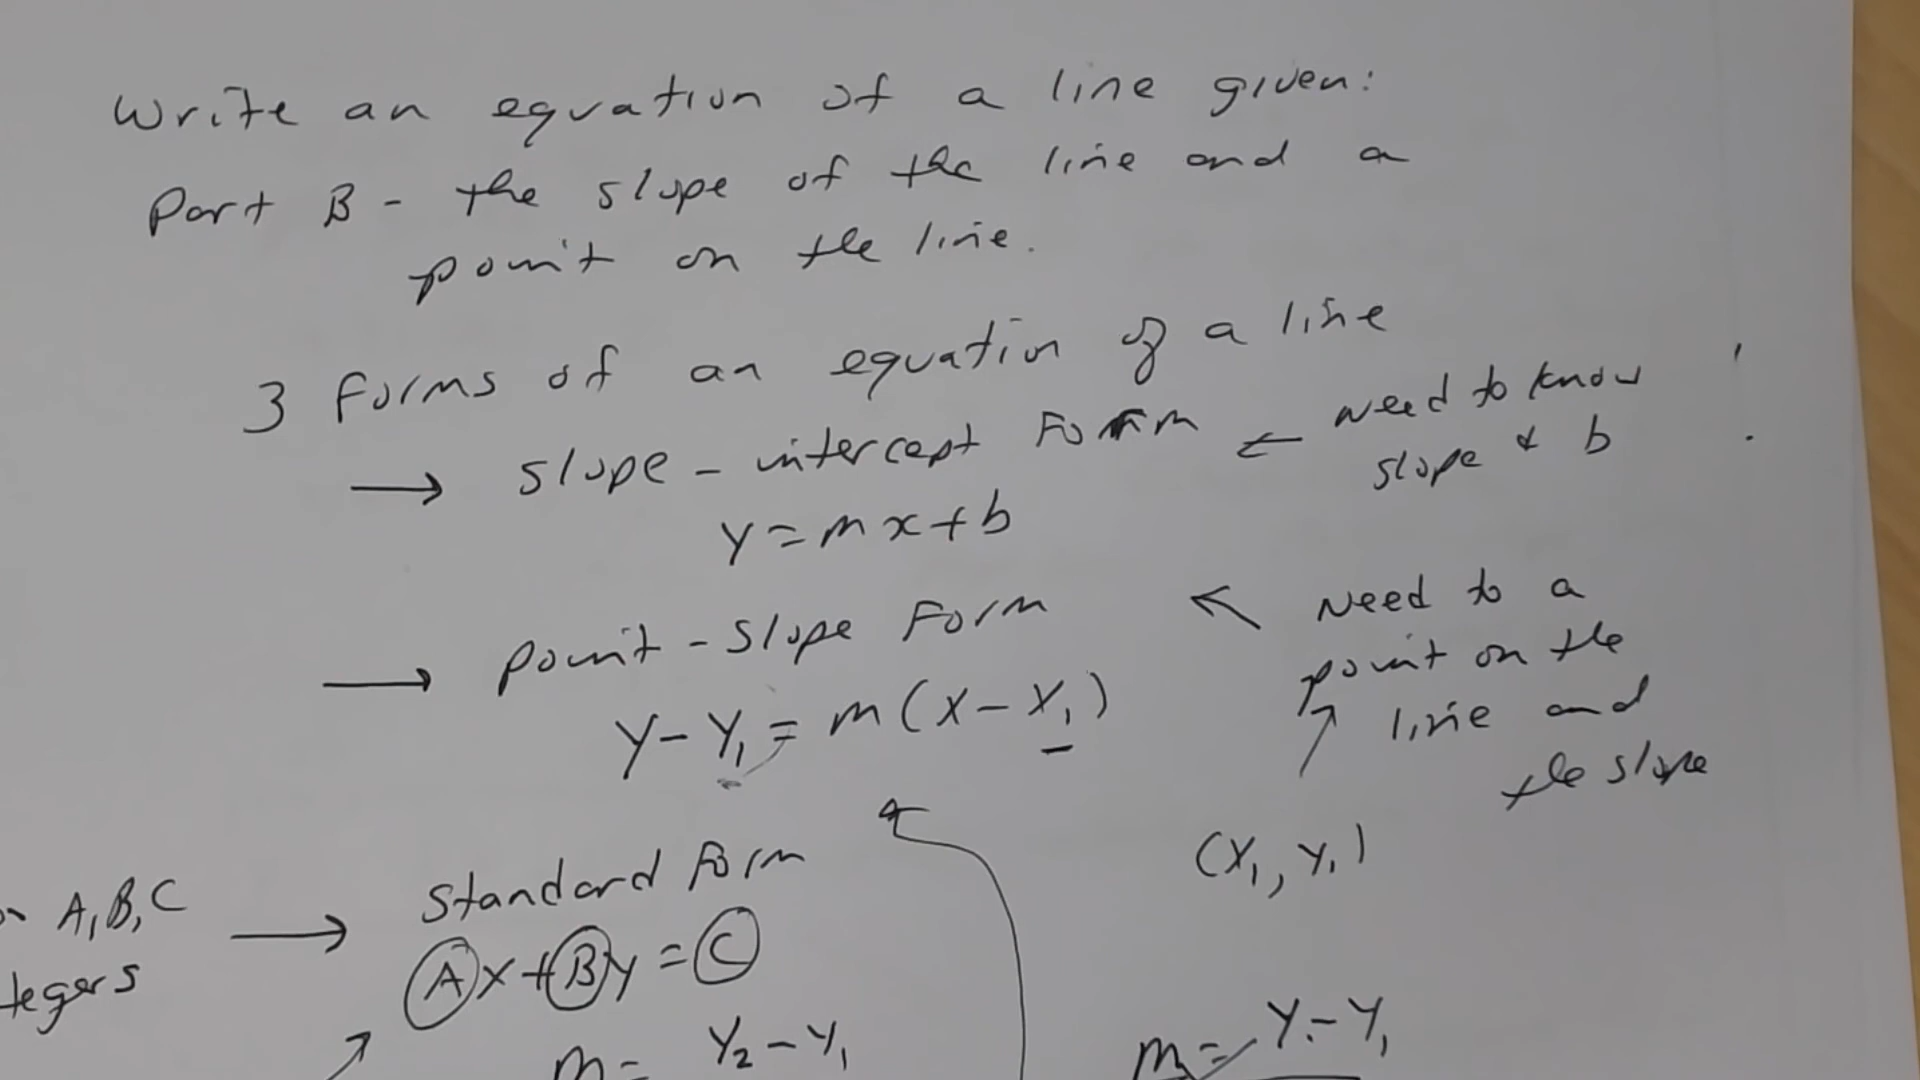 Write an equation of a line given:
Part B - the slope of the line and a
point on the line.
3 Forms of an equation of a line
→ slope - intercept Form ← need to know
slope & b
y = mx + b
→ point - slope Form ← Need to a
point on the
line and
the slope
y - y₁ = m(x - x₁)
(x₁, y₁)
A, B, C → Standard Form
Ax + By = C
tegers
m = y₂ - y₁
m = y - y₁